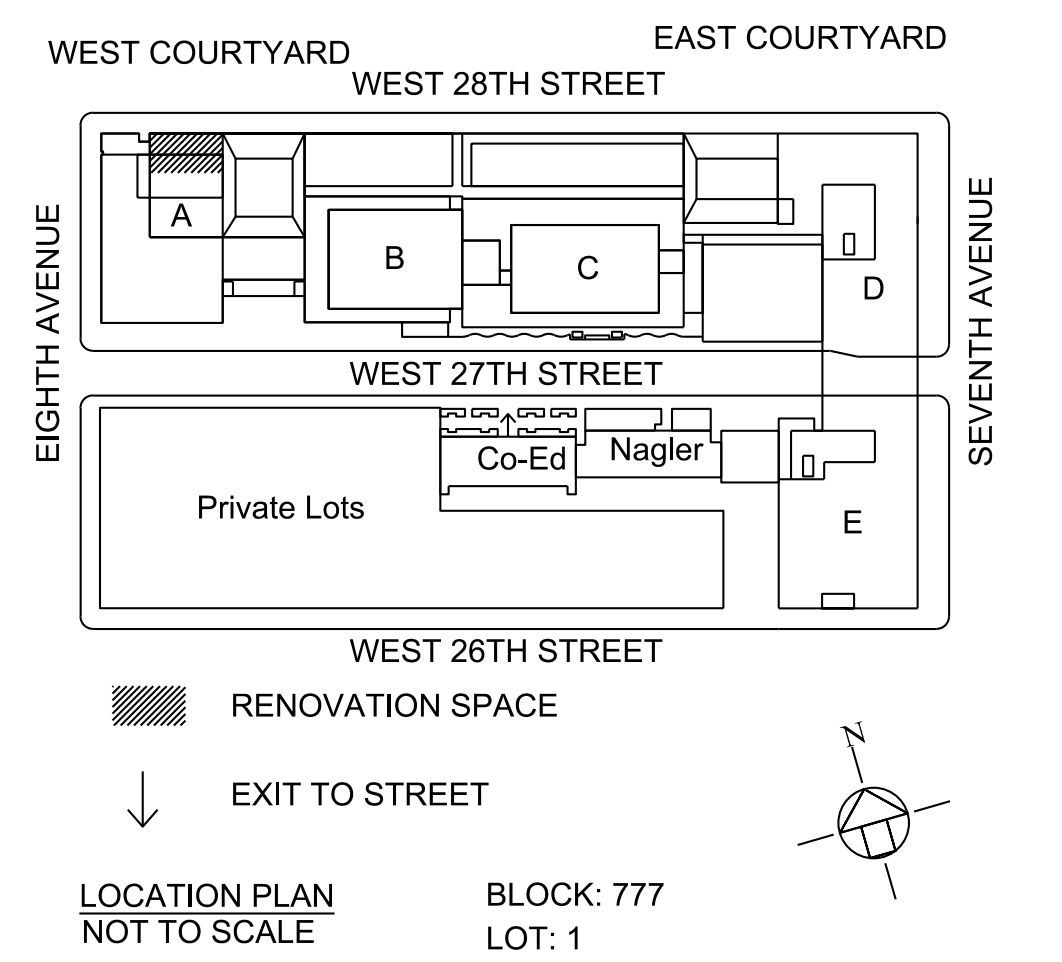 WEST COURTYARD
EAST COURTYARD
WEST 28TH STREET
EIGHTH AVENUE
SEVENTH AVENUE
A
B
C
D
WEST 27TH STREET
Co-Ed
Nagler
Private Lots
E
WEST 26TH STREET
RENOVATION SPACE
EXIT TO STREET
N
LOCATION PLAN
NOT TO SCALE
BLOCK: 777
LOT: 1